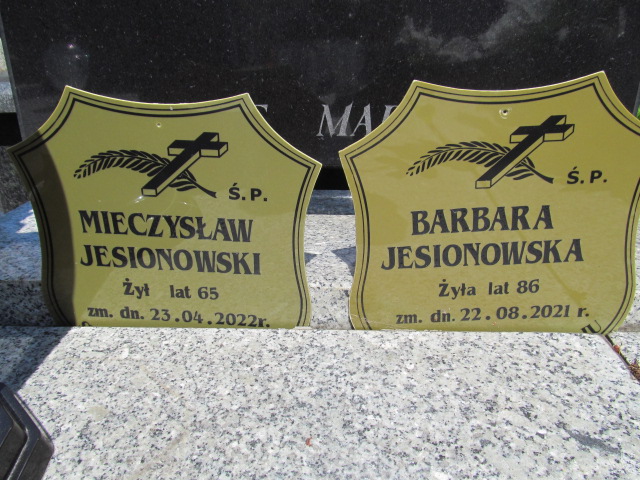 MA
Ś.P.
MIECZYSŁAW
JESIONOWSKI
Żył lat 65
zm. dn. 23.04.2022r.
Ś.P.
BARBARA
JESIONOWSKA
Żyła lat 86
zm. dn. 22.08.2021 r.